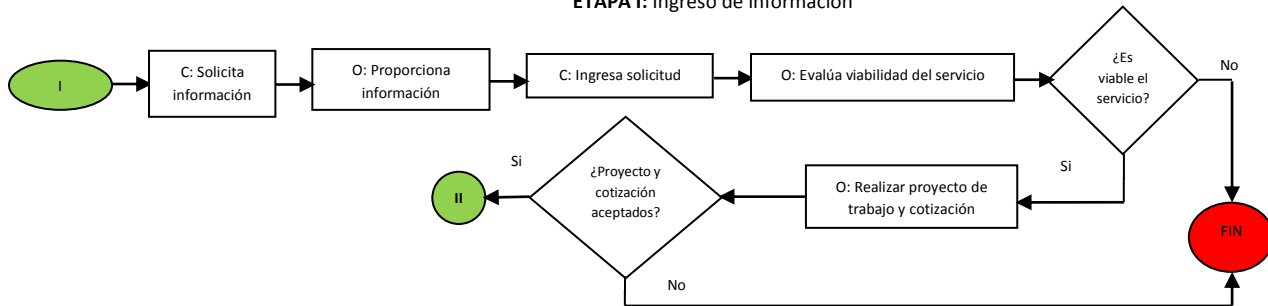 ETAPA I: Ingreso de información
I
C: Solicita
información
O: Proporciona
información
C: Ingresa solicitud
O: Evalúa viabilidad del servicio
¿Es
viable el
servicio?
No
Si
O: Realizar proyecto de
trabajo y cotización
¿Proyecto y
cotización
aceptados?
Si
II
No
FIN